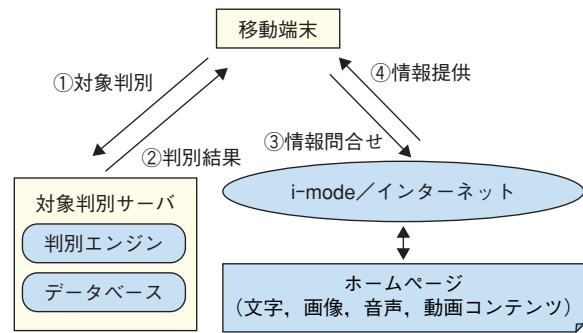 移動端末
①対象判別
④情報提供
②判別結果
③情報問合せ
対象判別サーバ
判別エンジン
データベース
i-mode／インターネット
ホームページ
（文字，画像，音声，動画コンテンツ）